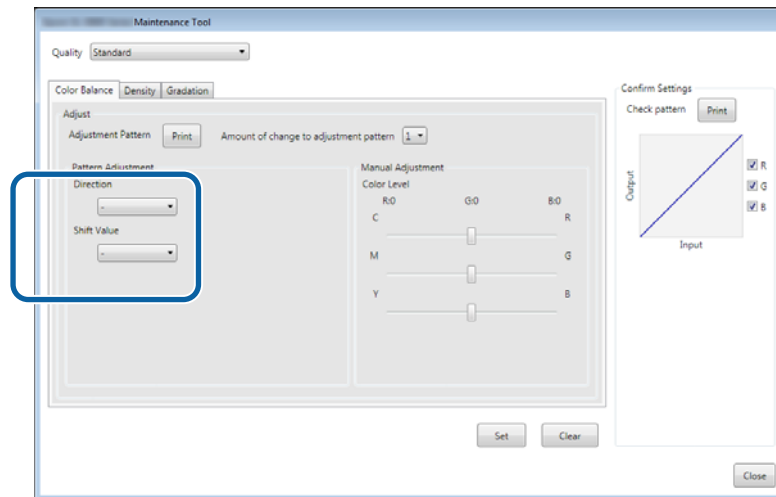 Maintenance Tool
Quality Standard
Color Balance Density Gradation
Adjust
Adjustment Pattern Print Amount of change to adjustment pattern 1
Pattern Adjustment
Direction
-
Shift Value
-
Manual Adjustment
Color Level
R:0 G:0 B:0
C R
M G
Y B
Set Clear
Confirm Settings
Check pattern Print
Output
R
G
B
Input
Close